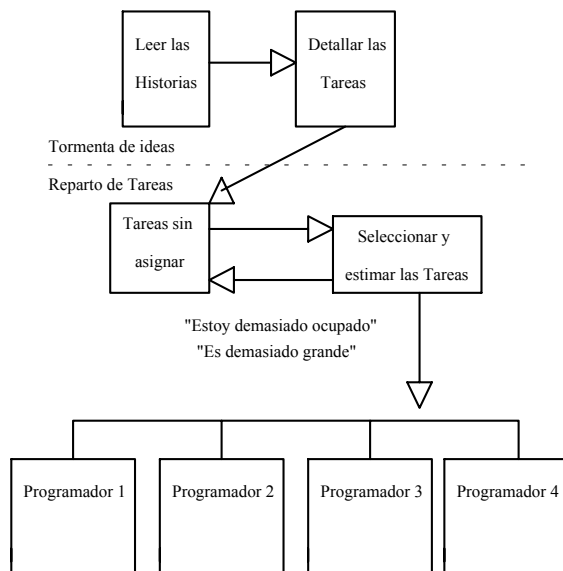 Leer las
Historias
Detallar las
Tareas
Tormenta de ideas
Reparto de Tareas
Tareas sin
asignar
Seleccionar y
estimar las Tareas
"Estoy demasiado ocupado"
"Es demasiado grande"
Programador 1
Programador 2
Programador 3
Programador 4